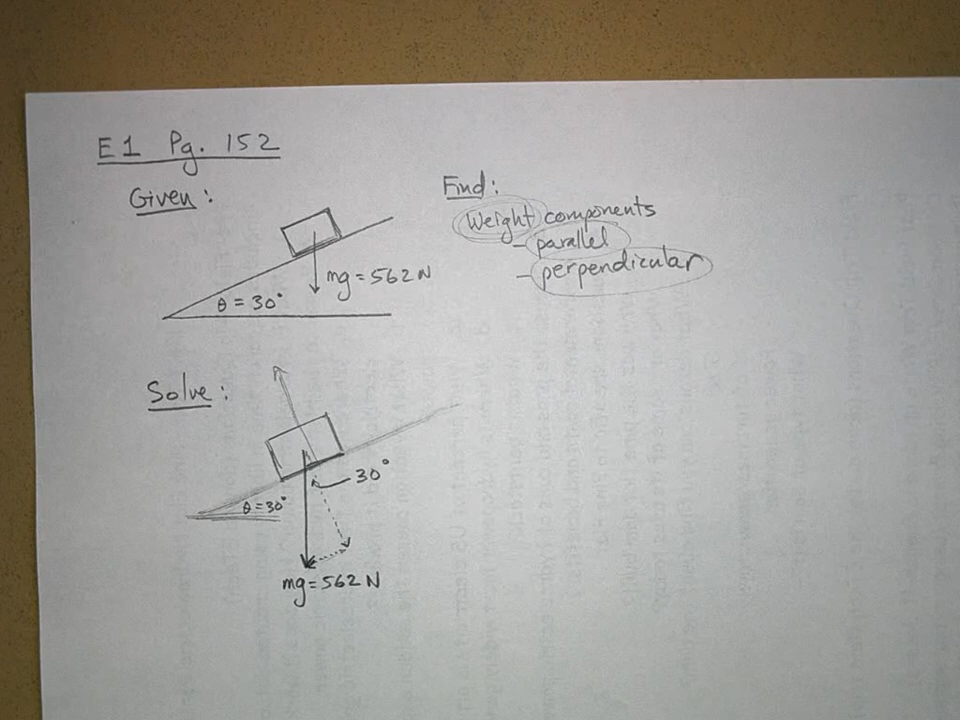 E1 Pg. 152
Given:
mg = 562 N
θ = 30°
Find:
Weight components
- parallel
- perpendicular
Solve:
30°
θ = 30°
mg = 562 N